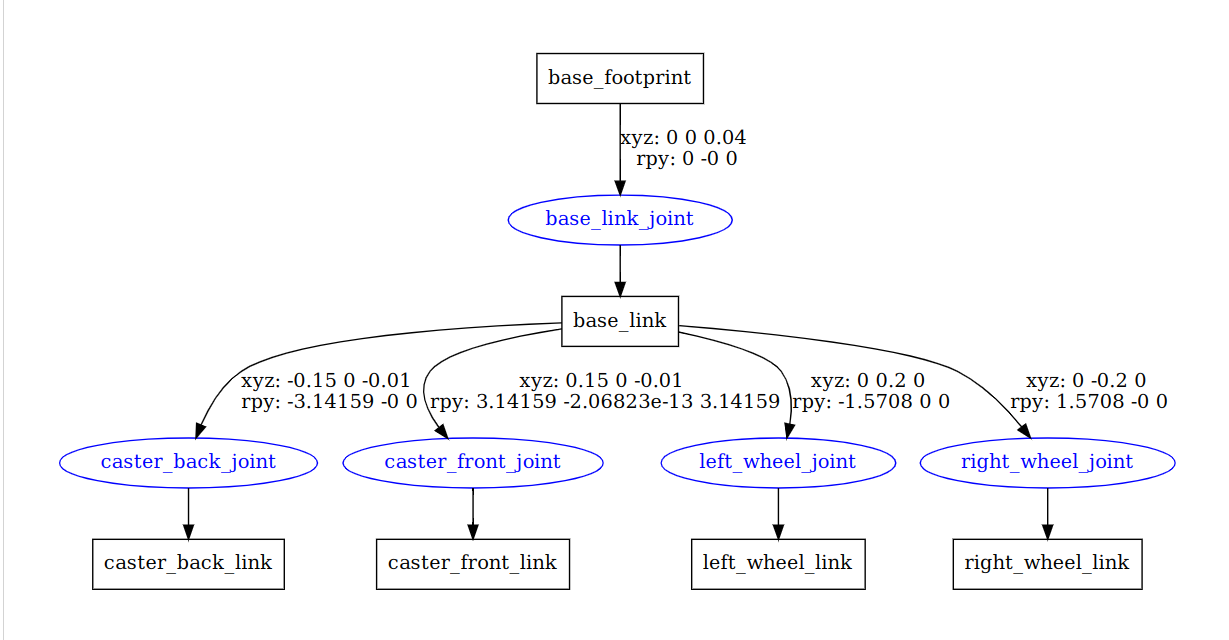 base_footprint
xyz: 0 0 0.04
rpy: 0 -0 0
base_link_joint
base_link
xyz: -0.15 0 -0.01
rpy: -3.14159 -0 0
xyz: 0.15 0 -0.01
rpy: 3.14159 -2.06823e-13 3.14159
xyz: 0 0.2 0
rpy: -1.5708 0 0
xyz: 0 -0.2 0
rpy: 1.5708 -0 0
caster_back_joint
caster_front_joint
left_wheel_joint
right_wheel_joint
caster_back_link
caster_front_link
left_wheel_link
right_wheel_link